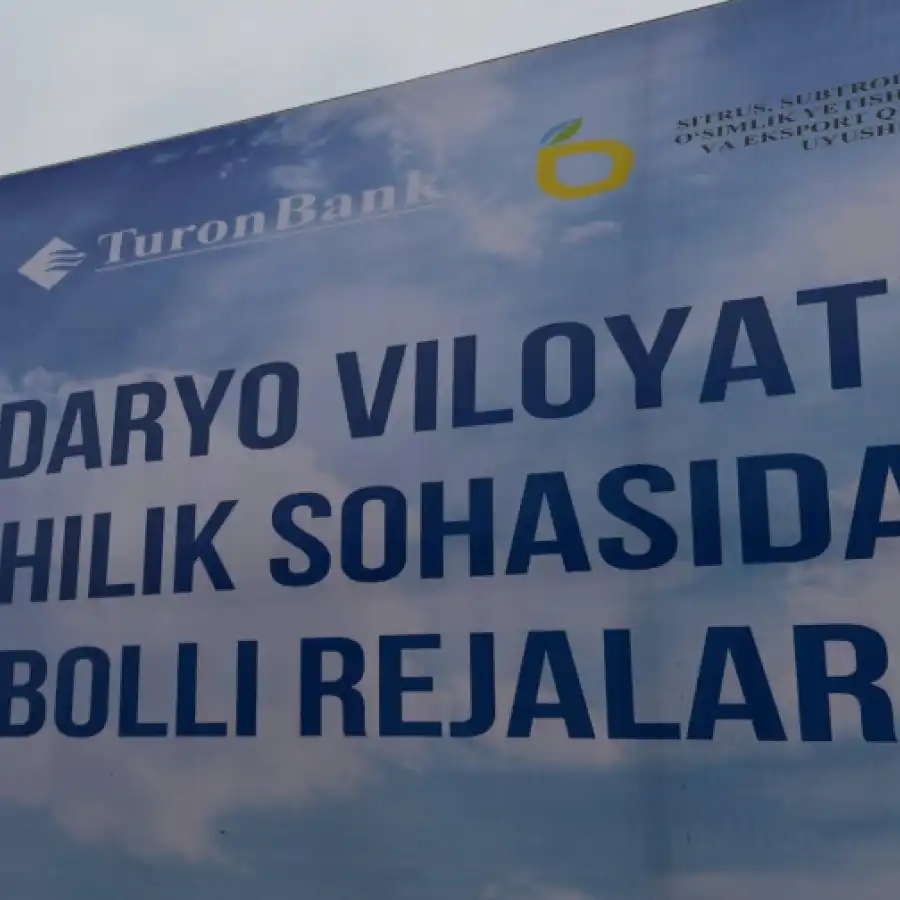 TuronBank
SITRUS, SUBTROP
O'SIMLIK YETISH
VA EKSPORT Q
UYUSH
DARYO VILOYAT
HILIK SOHASIDA
BOLLI REJALAR